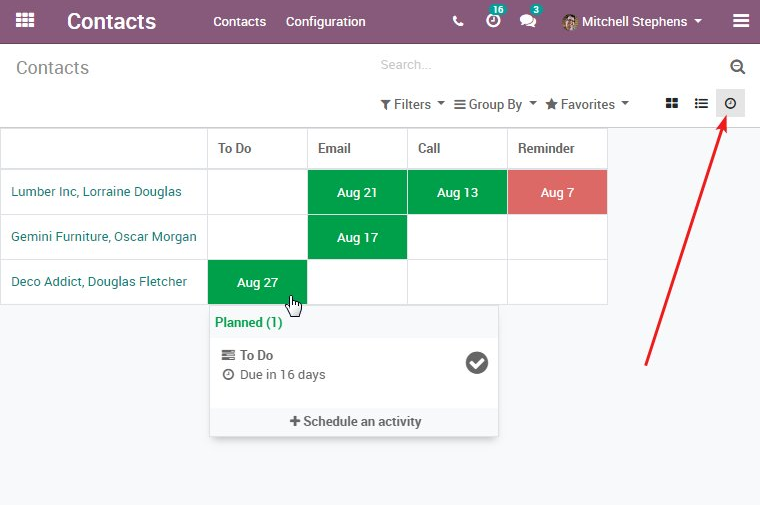 Contacts Contacts Configuration 16 3 Mitchell Stephens
Contacts Search...
Filters Group By Favorites
To Do Email Call Reminder
Lumber Inc, Lorraine Douglas Aug 21 Aug 13 Aug 7
Gemini Furniture, Oscar Morgan Aug 17
Deco Addict, Douglas Fletcher Aug 27
Planned (1)
To Do
Due in 16 days
+ Schedule an activity